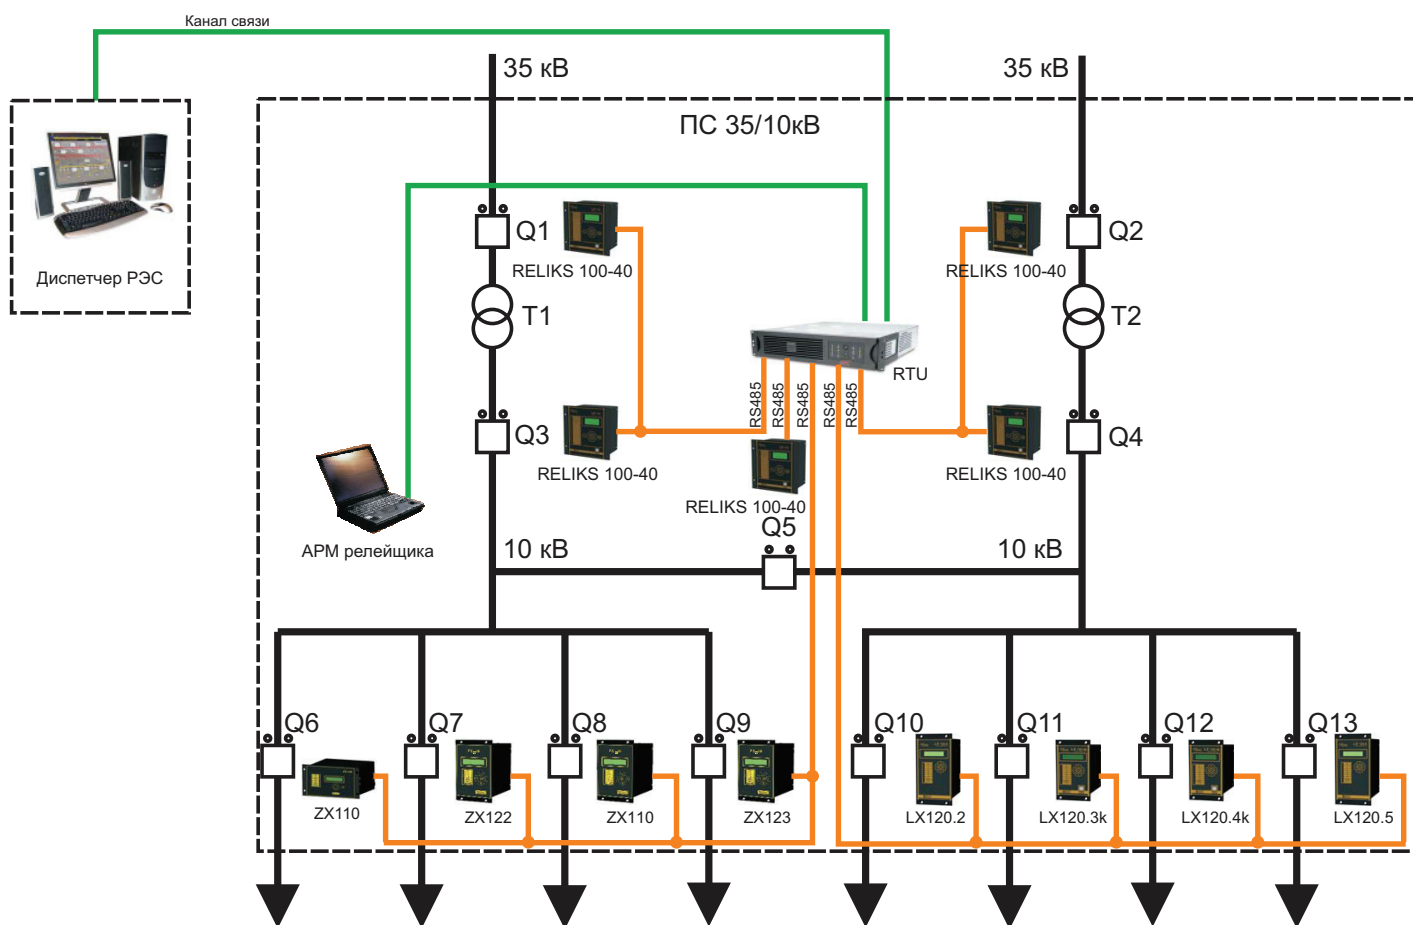 Канал связи
35 кВ
35 кВ
ПС 35/10кВ
Диспетчер РЭС
Q1
RELIKS 100-40
RELIKS 100-40
Q2
T1
T2
RTU
RS485
RS485
RS485
RS485
RS485
Q3
RELIKS 100-40
RELIKS 100-40
Q4
RELIKS 100-40
АРМ релейщика
Q5
10 кВ
10 кВ
Q6
Q7
Q8
Q9
Q10
Q11
Q12
Q13
ZX110
ZX122
ZX110
ZX123
LX120.2
LX120.3k
LX120.4k
LX120.5